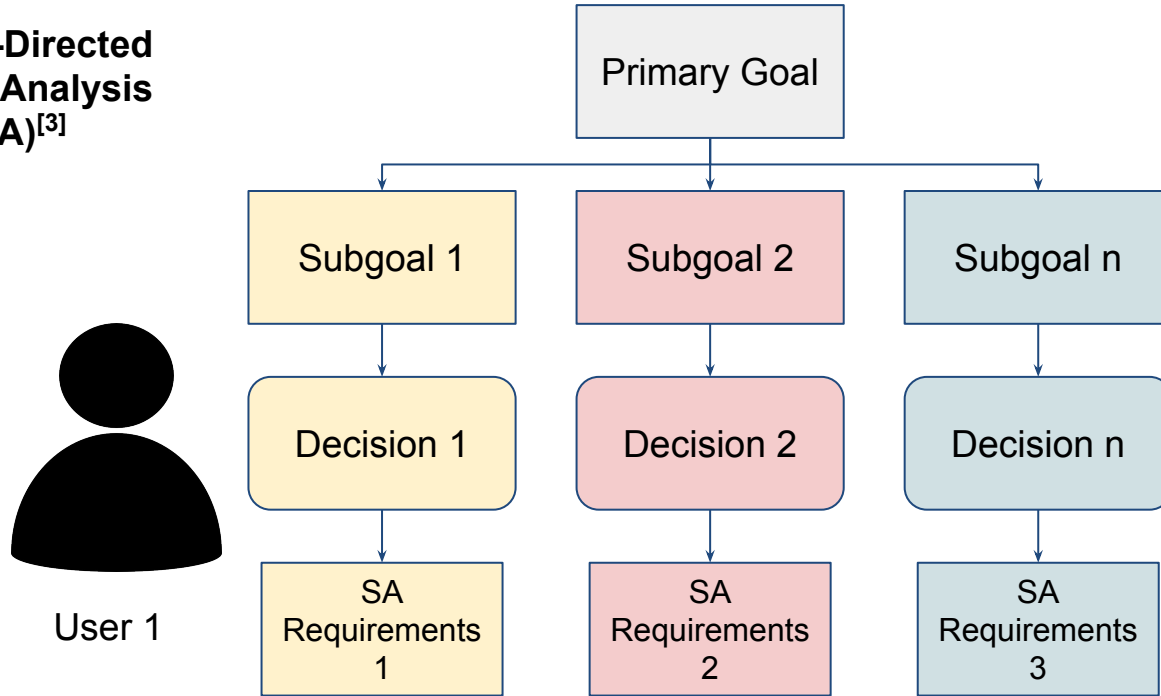 -Directed
Analysis
A)[3]
Primary Goal
Subgoal 1
Subgoal 2
Subgoal n
Decision 1
Decision 2
Decision n
User 1
SA
Requirements
1
SA
Requirements
2
SA
Requirements
3